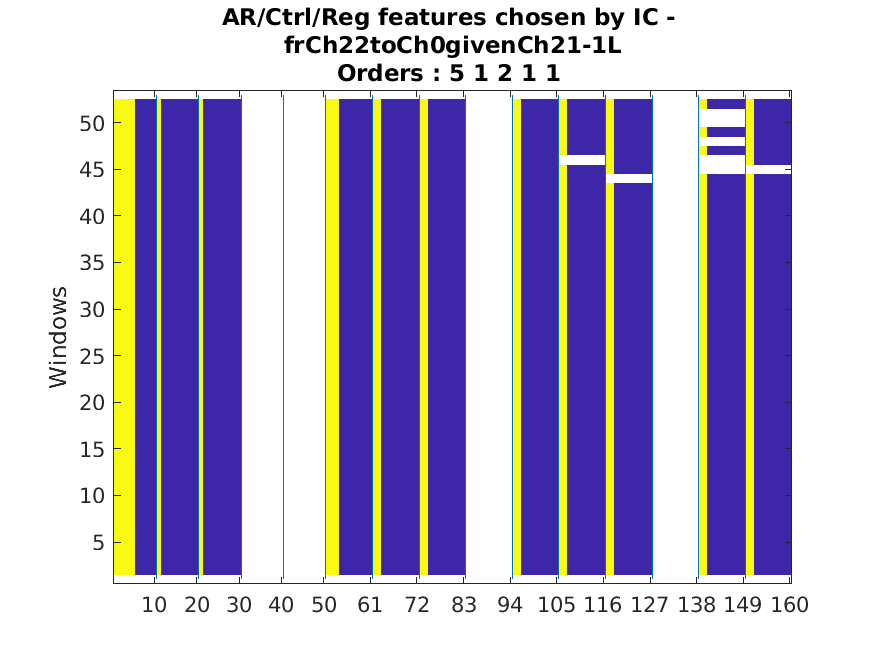 AR/Ctrl/Reg features chosen by IC -
frCh22toCh0givenCh21-1L
Orders : 5 1 2 1 1
50
45
40
35
30
25
20
15
10
5
Windows
10 20 30 40 50 61 72 83 94 105 116 127 138 149 160